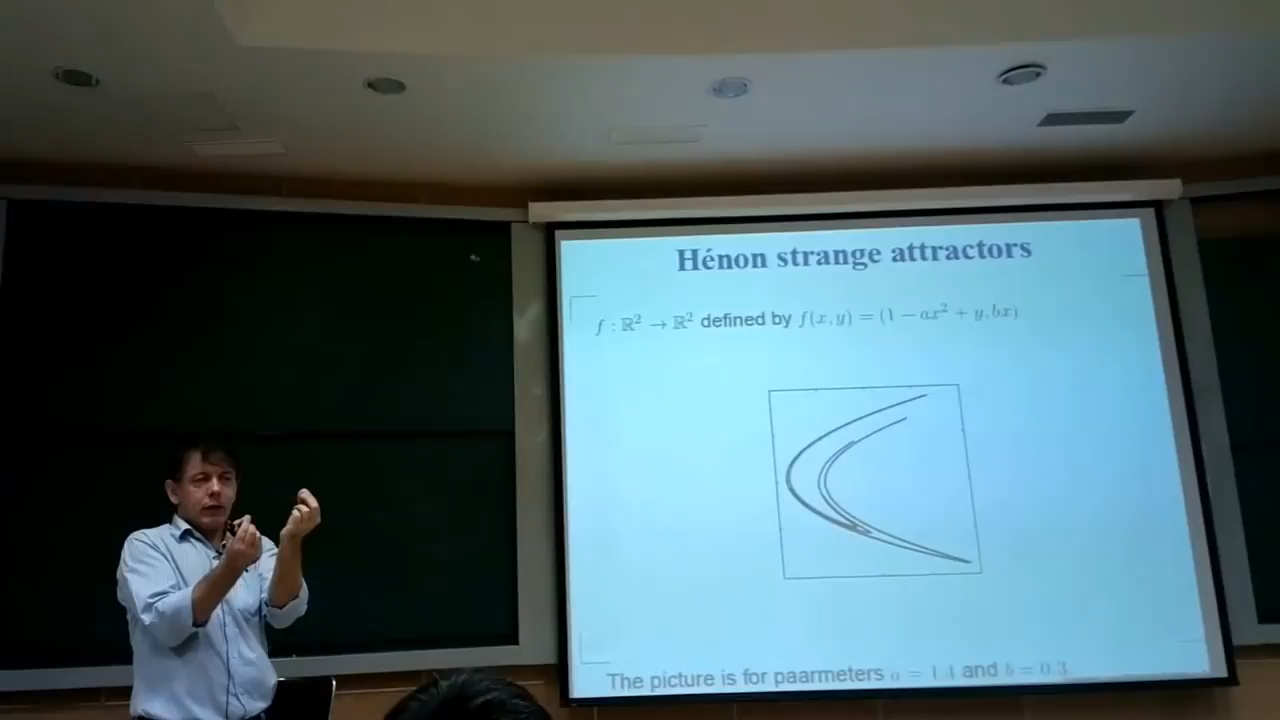 Hénon strange attractors
f : ℝ² → ℝ² defined by f(x, y) = (1 − ax² + y, bx)
The picture is for paarmeters a = 1.4 and b = 0.3